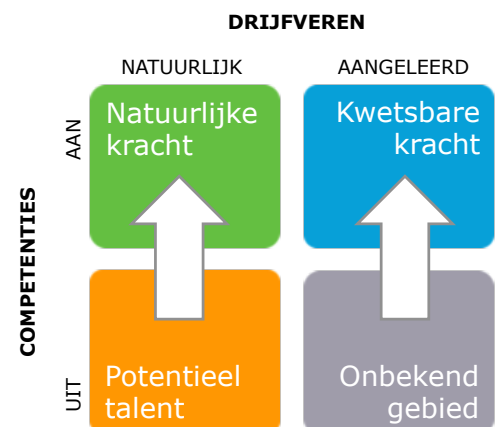 DRIJFVEREN
NATUURLIJK
AANGELEERD
COMPETENTIES
AAN
Natuurlijke
kracht
Kwetsbare
kracht
UIT
Potentieel
talent
Onbekend
gebied